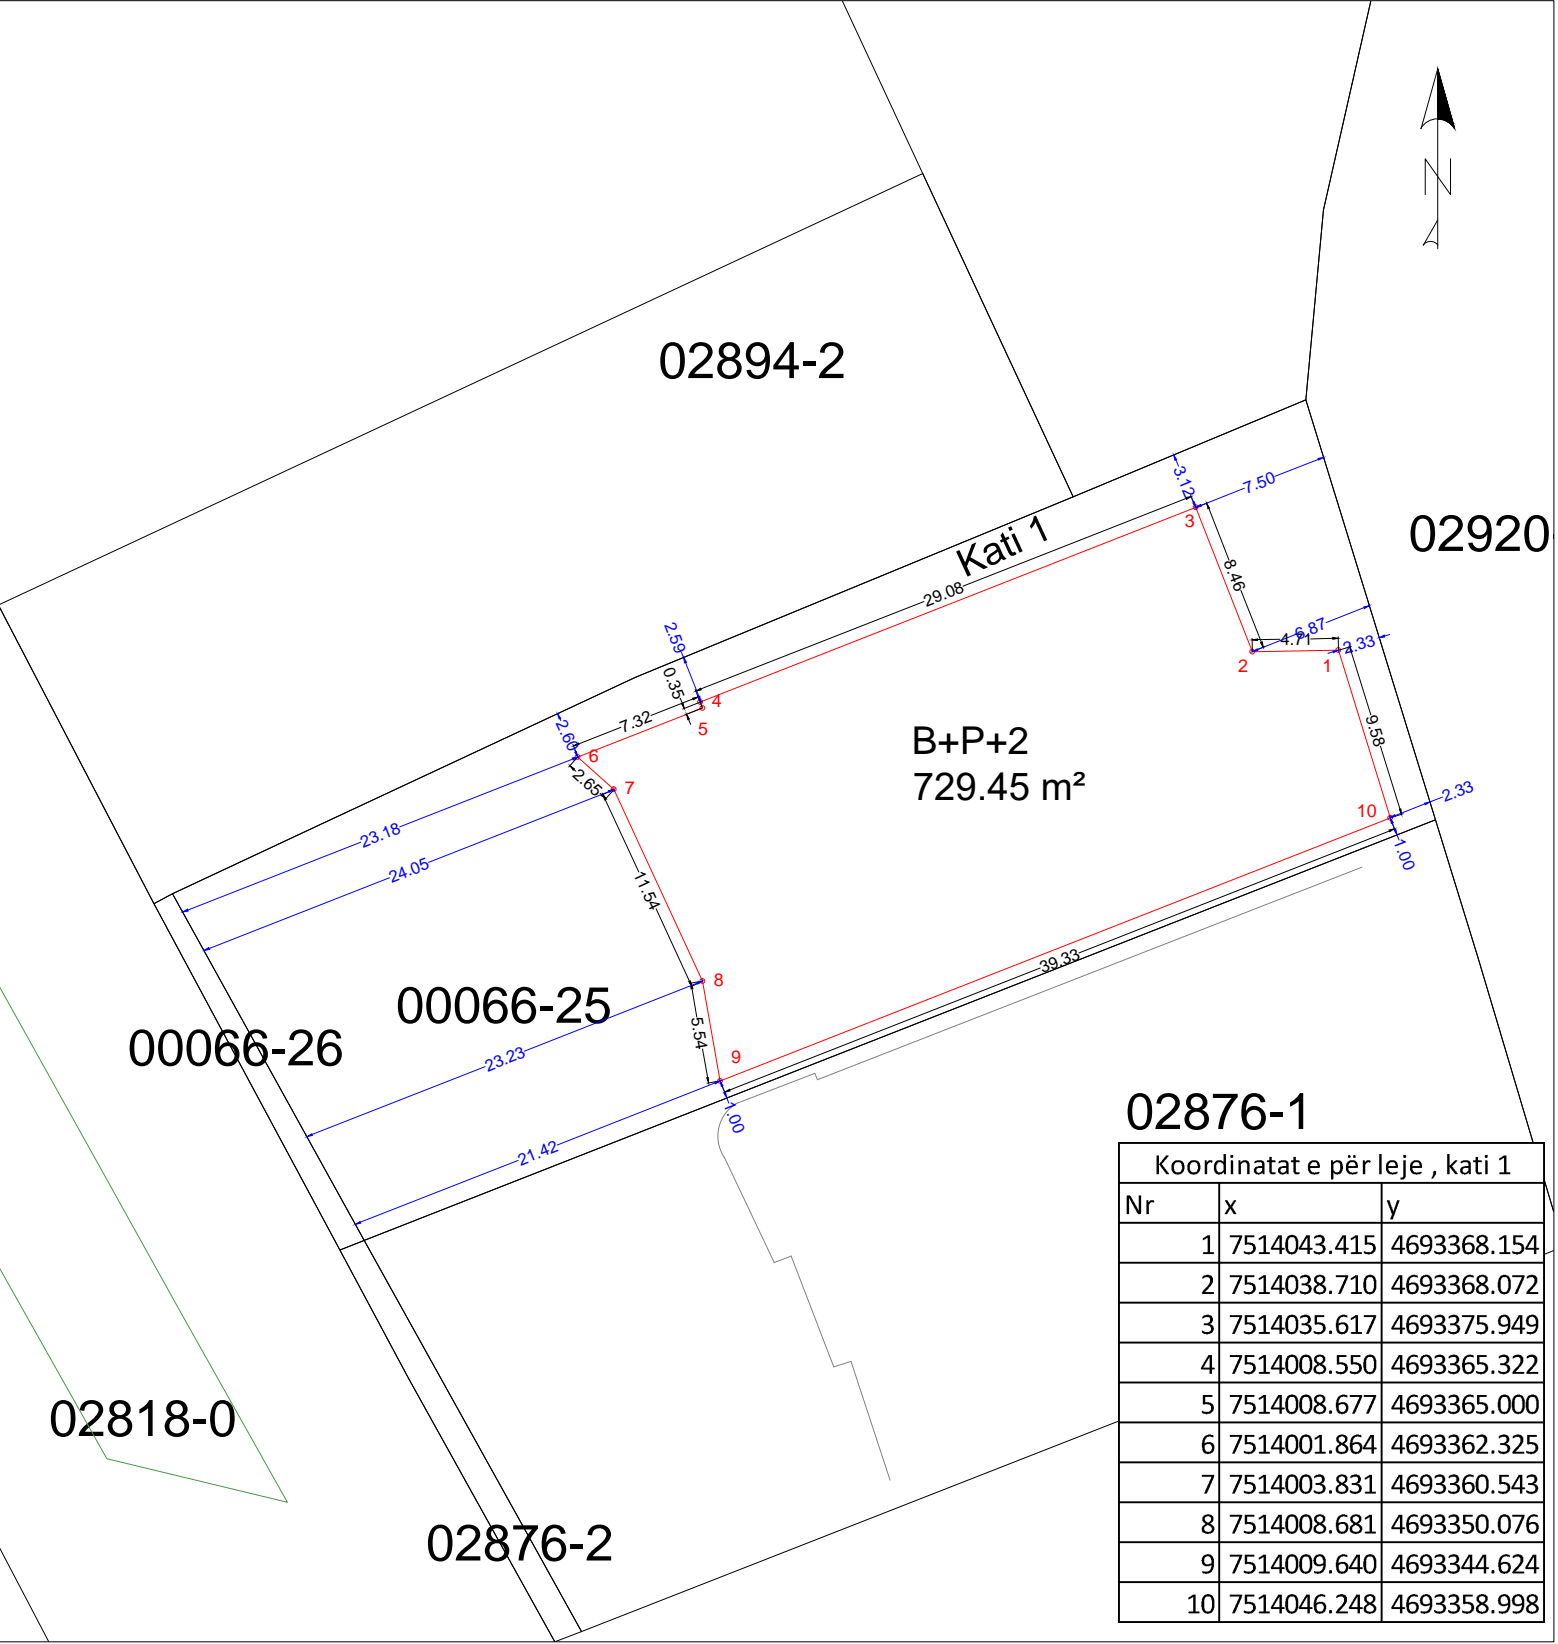 N
02894-2
3.12
7.50
3
02920
Kati 1
29.08
8.46
2.59
6.87
4.71
2.33
2
1
0.35
4
7.32
5
2.60
6
B+P+2
729.45 m²
9.58
2.65
7
2.33
10
23.18
1.00
24.05
11.54
39.33
8
00066-25
00066-26
5.54
23.23
9
1.00
21.42
02876-1
Koordinatat e për leje , kati 1
Nr x y
1 7514043.415 4693368.154
2 7514038.710 4693368.072
3 7514035.617 4693375.949
4 7514008.550 4693365.322
5 7514008.677 4693365.000
6 7514001.864 4693362.325
7 7514003.831 4693360.543
8 7514008.681 4693350.076
9 7514009.640 4693344.624
10 7514046.248 4693358.998
02818-0
02876-2